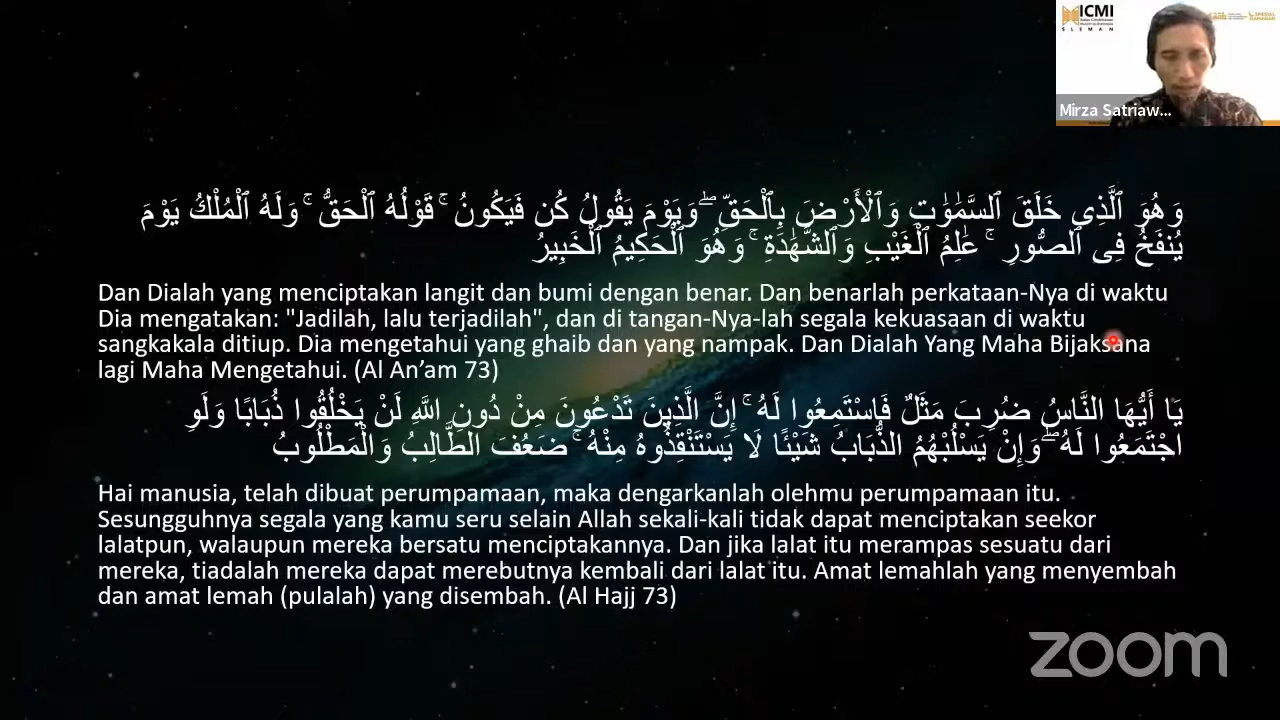 ICMI
SLEMAN
Mirza Satriaw...
وَهُوَ ٱلَّذِى خَلَقَ ٱلسَّمَٰوَٰتِ وَٱلْأَرْضَ بِٱلْحَقِّ ۖ وَيَوْمَ يَقُولُ كُن فَيَكُونُ ۚ قَوْلُهُ ٱلْحَقُّ ۚ وَلَهُ ٱلْمُلْكُ يَوْمَ
يُنفَخُ فِى ٱلصُّورِ ۚ عَٰلِمُ ٱلْغَيْبِ وَٱلشَّهَٰدَةِ ۚ وَهُوَ ٱلْحَكِيمُ ٱلْخَبِيرُ
Dan Dialah yang menciptakan langit dan bumi dengan benar. Dan benarlah perkataan-Nya di waktu
Dia mengatakan: "Jadilah, lalu terjadilah", dan di tangan-Nya-lah segala kekuasaan di waktu
sangkakala ditiup. Dia mengetahui yang ghaib dan yang nampak. Dan Dialah Yang Maha Bijaksana
lagi Maha Mengetahui. (Al An’am 73)
يَا أَيُّهَا النَّاسُ ضُرِبَ مَثَلٌ فَاسْتَمِعُوا لَهُ ۚ إِنَّ الَّذِينَ تَدْعُونَ مِنْ دُونِ اللَّهِ لَنْ يَخْلُقُوا ذُبَابًا وَلَوِ
اجْتَمَعُوا لَهُ ۖ وَإِنْ يَسْلُبْهُمُ الذُّبَابُ شَيْئًا لَا يَسْتَنْقِذُوهُ مِنْهُ ۚ ضَعُفَ الطَّالِبُ وَالْمَطْلُوبُ
Hai manusia, telah dibuat perumpamaan, maka dengarkanlah olehmu perumpamaan itu.
Sesungguhnya segala yang kamu seru selain Allah sekali-kali tidak dapat menciptakan seekor
lalatpun, walaupun mereka bersatu menciptakannya. Dan jika lalat itu merampas sesuatu dari
mereka, tiadalah mereka dapat merebutnya kembali dari lalat itu. Amat lemahlah yang menyembah
dan amat lemah (pulalah) yang disembah. (Al Hajj 73)
zoom